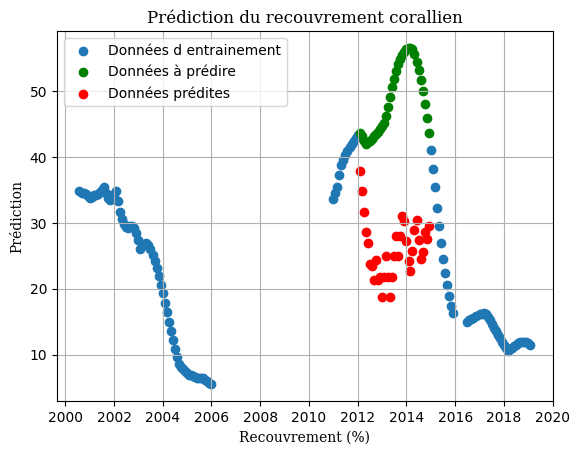 Prédiction du recouvrement corallien
Données d entrainement
Données à prédire
Données prédites
Prédiction
50
40
30
20
10
2000 2002 2004 2006 2008 2010 2012 2014 2016 2018 2020
Recouvrement (%)